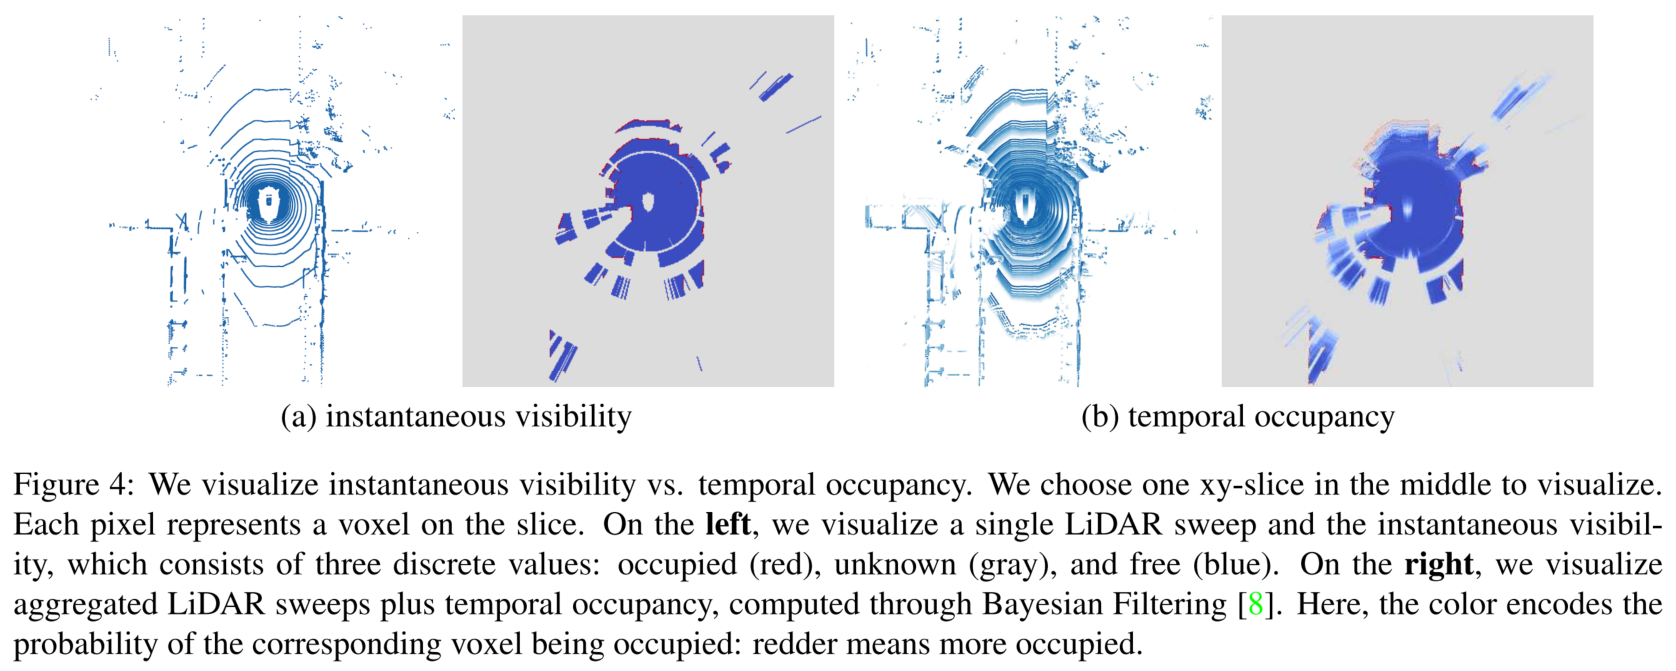 (a) instantaneous visibility
(b) temporal occupancy
Figure 4: We visualize instantaneous visibility vs. temporal occupancy. We choose one xy-slice in the middle to visualize.
Each pixel represents a voxel on the slice. On the left, we visualize a single LiDAR sweep and the instantaneous visibil-
ity, which consists of three discrete values: occupied (red), unknown (gray), and free (blue). On the right, we visualize
aggregated LiDAR sweeps plus temporal occupancy, computed through Bayesian Filtering [8]. Here, the color encodes the
probability of the corresponding voxel being occupied: redder means more occupied.